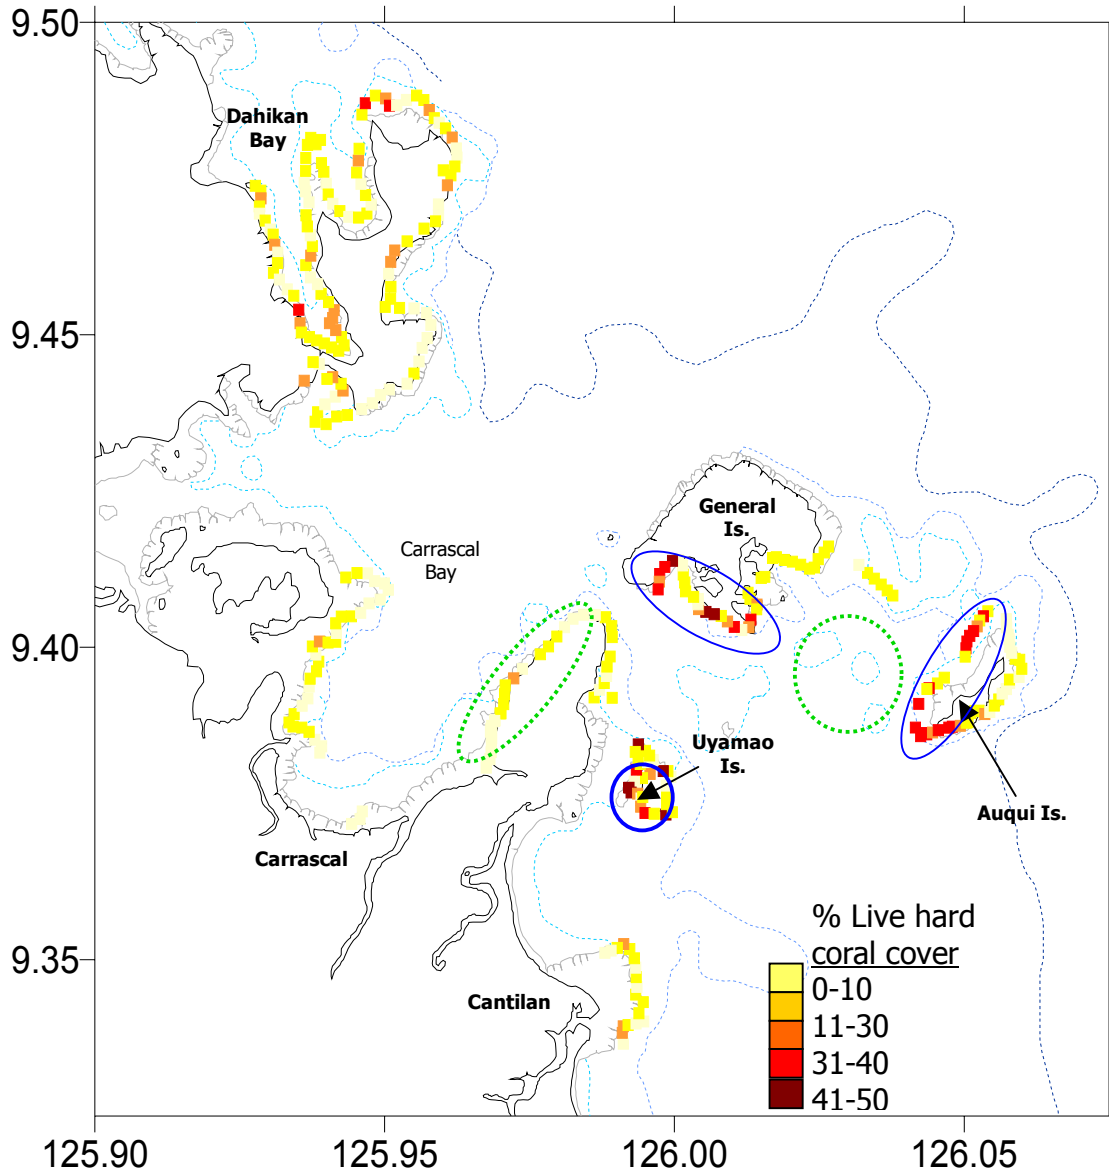 9.50
Dahikan
Bay
9.45
General
Is.
Carrascal
Bay
9.40
Uyamao
Is.
Auqui Is.
Carrascal
% Live hard
coral cover
9.35
0-10
Cantilan
11-30
31-40
41-50
125.90
125.95
126.00
126.05